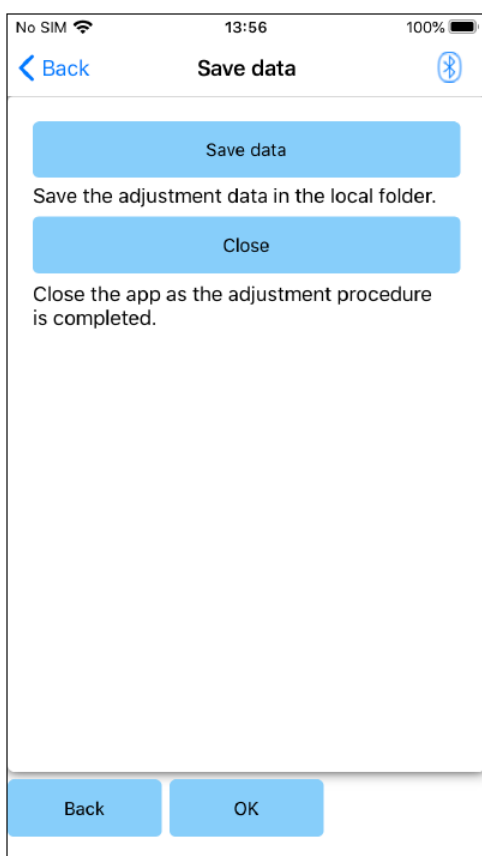 No SIM 13:56 100%
Back Save data
Save data
Save the adjustment data in the local folder.
Close
Close the app as the adjustment procedure
is completed.
Back OK